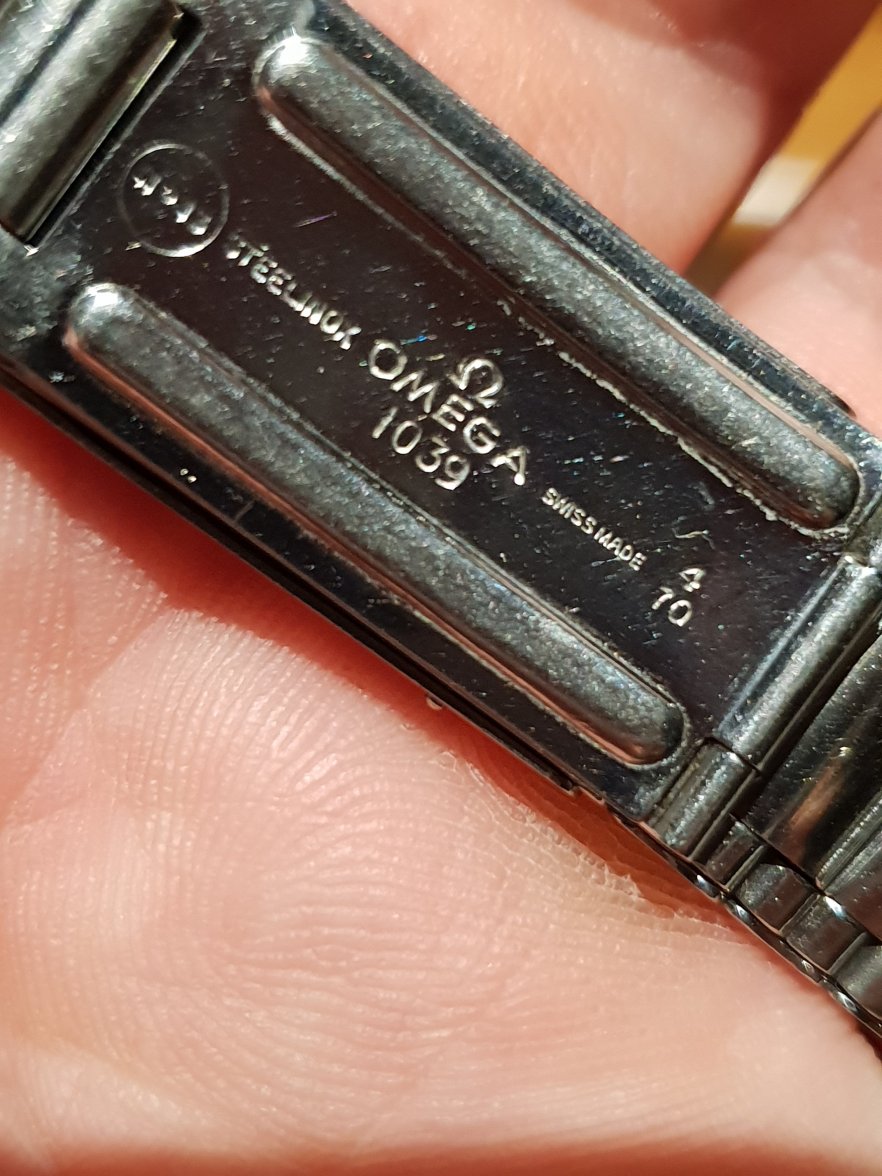 STEELINOX
Ω
OMEGA
1039
SWISS MADE
4
70